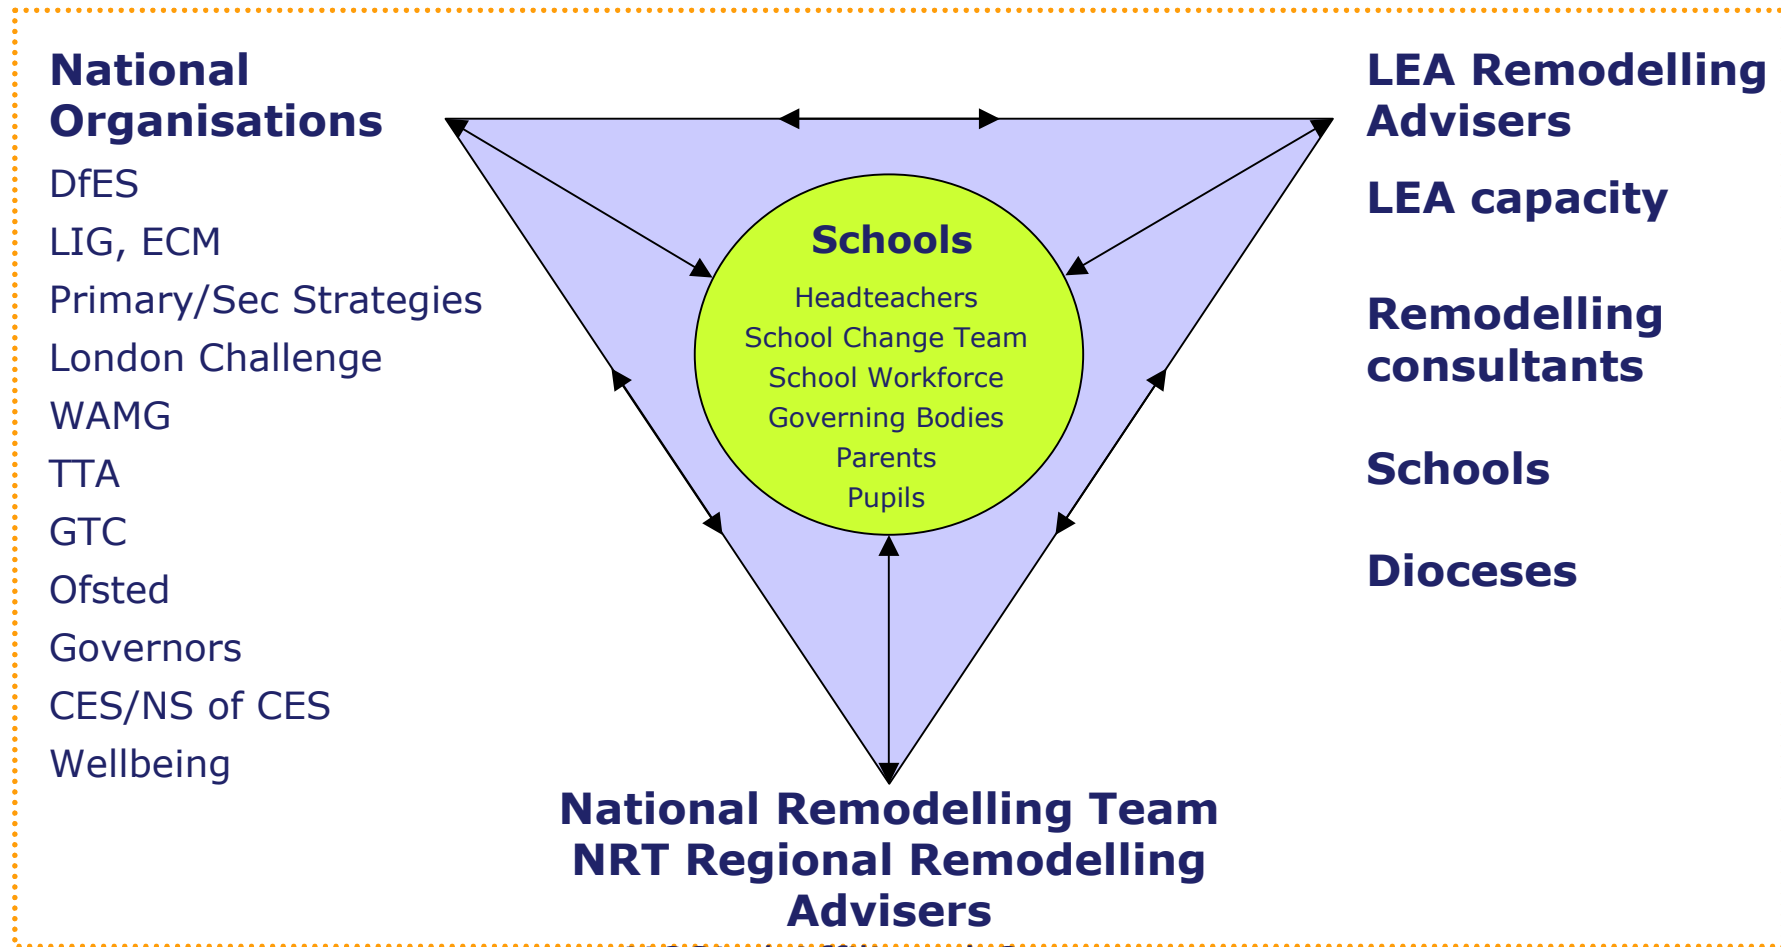 National
Organisations
DfES
LIG, ECM
Primary/Sec Strategies
London Challenge
WAMG
TTA
GTC
Ofsted
Governors
CES/NS of CES
Wellbeing
Schools
Headteachers
School Change Team
School Workforce
Governing Bodies
Parents
Pupils
LEA Remodelling
Advisers
LEA capacity
Remodelling
consultants
Schools
Dioceses
National Remodelling Team
NRT Regional Remodelling
Advisers